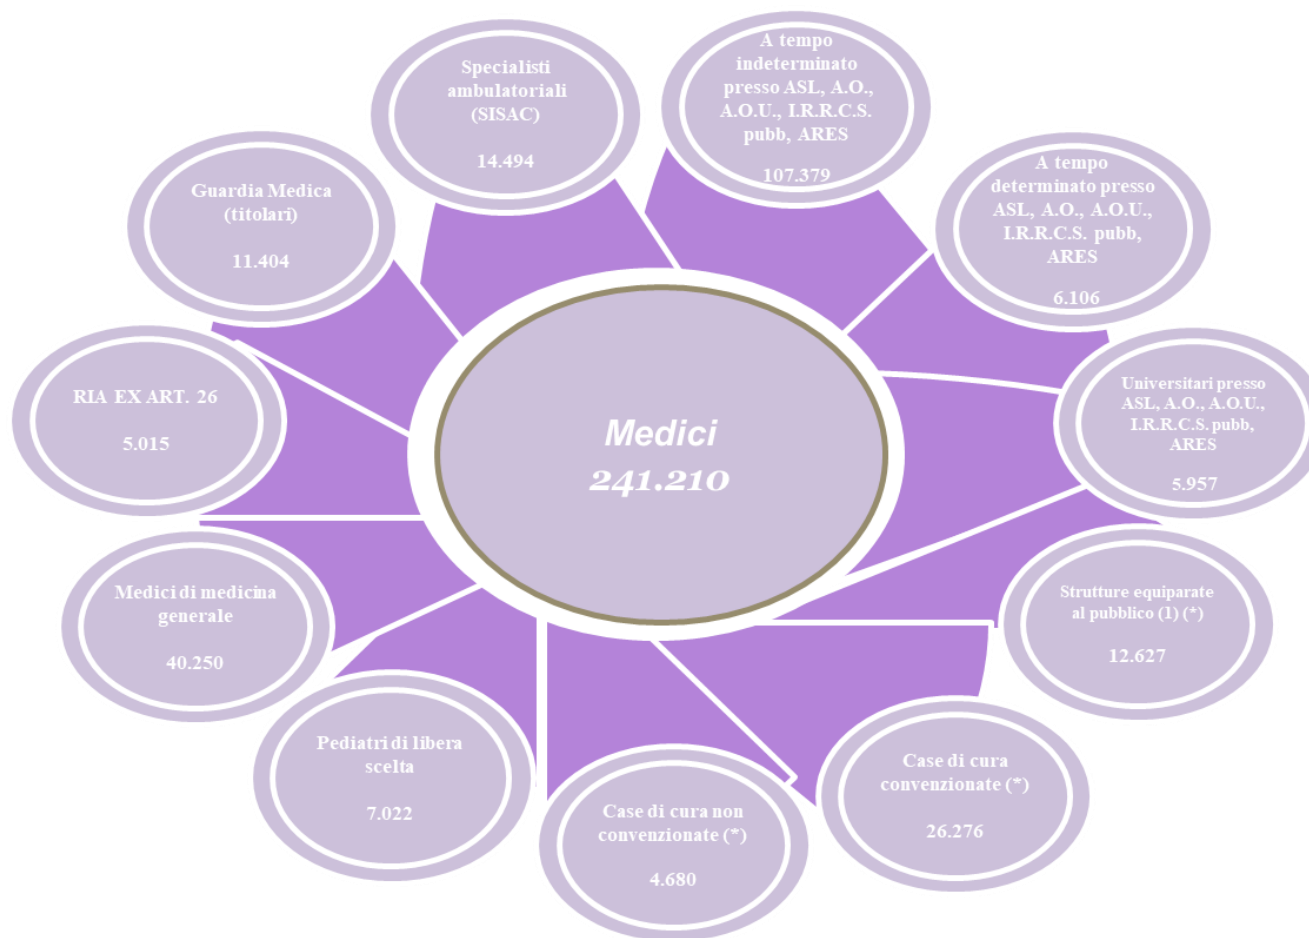 A tempo
indeterminato
presso ASL, A.O.,
A.O.U., I.R.R.C.S.
pubb, ARES
107.379
Specialisti
ambulatoriali
(SISAC)
14.494
A tempo
determinato presso
ASL, A.O., A.O.U.,
I.R.R.C.S. pubb,
ARES
6.106
Guardia Medica
(titolari)
11.404
Universitari presso
ASL, A.O., A.O.U.,
I.R.R.C.S. pubb,
ARES
5.957
RIA EX ART. 26
5.015
Medici
241.210
Medici di medicina
generale
40.250
Strutture equiparate
al pubblico (1) (*)
12.627
Pediatri di libera
scelta
7.022
Case di cura non
convenzionate (*)
4.680
Case di cura
convenzionate (*)
26.276